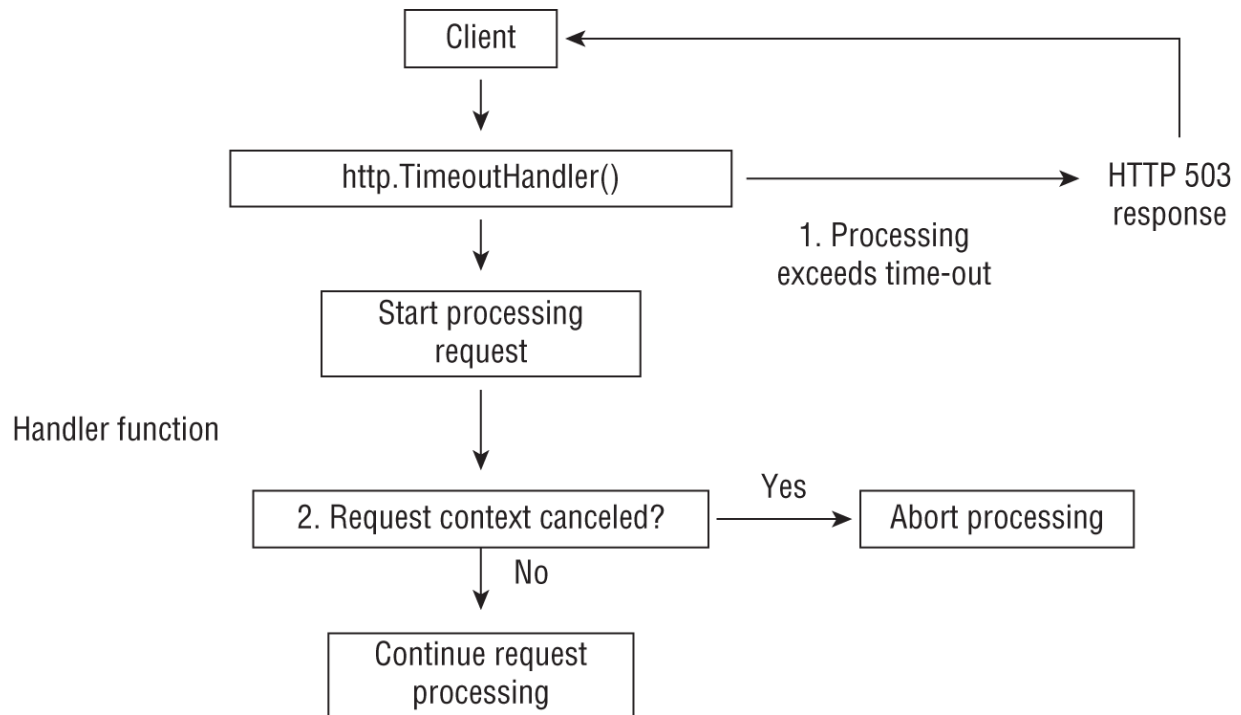 Client
http.TimeoutHandler()
HTTP 503
response
1. Processing
exceeds time-out
Start processing
request
Handler function
2. Request context canceled?
Yes
Abort processing
No
Continue request
processing